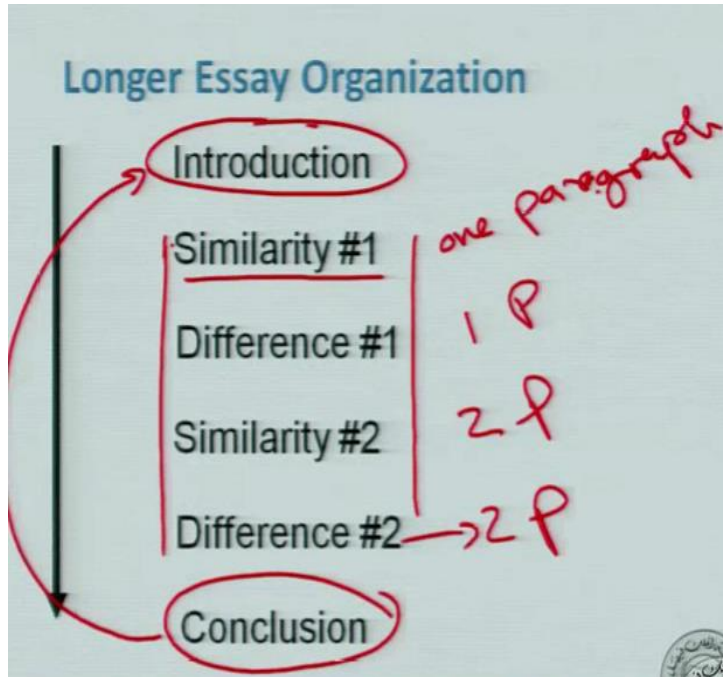 Longer Essay Organization
Introduction
Similarity #1 one paragraph
Difference #1 1 P
Similarity #2 2 P
Difference #2 2 P
Conclusion